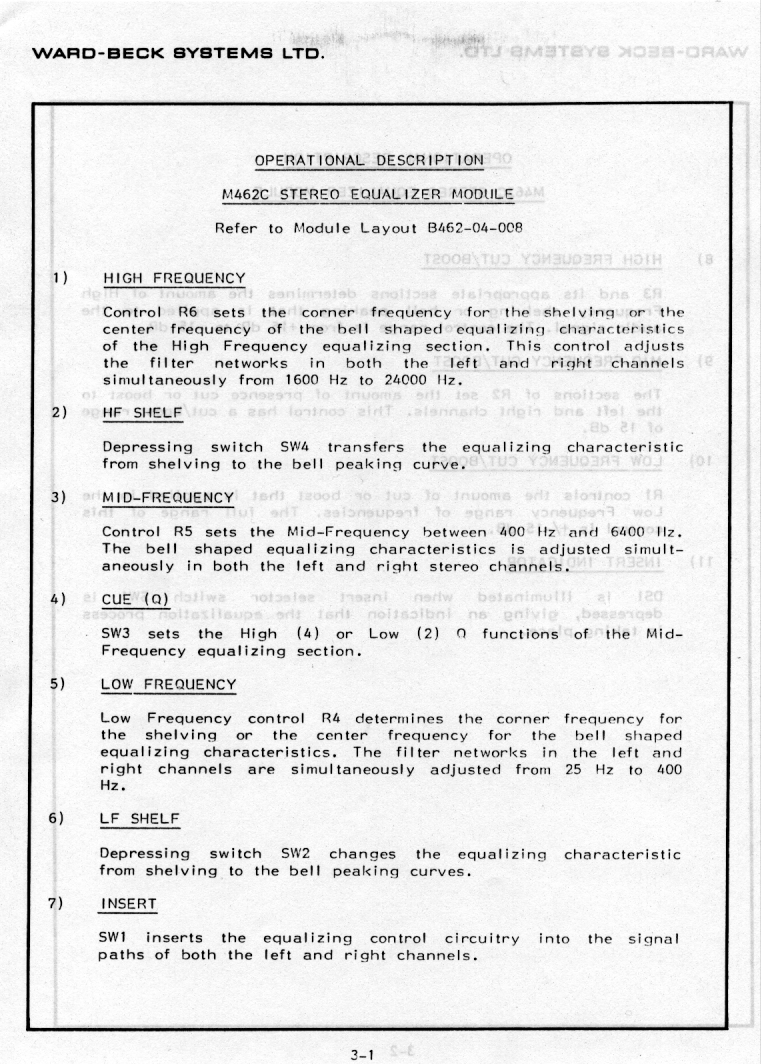 WARD-BECK SYSTEMS LTD.
OPERATIONAL DESCRIPTION
M462C STEREO EQUALIZER MODULE
Refer to Module Layout B462-04-008
1) HIGH FREQUENCY
Control R6 sets the corner frequency for the shelving or the
center frequency of the bell shaped equalizing characteristics
of the High Frequency equalizing section. This control adjusts
the filter networks in both the left and right channels
simultaneously from 1600 Hz to 24000 Hz.
2) HF SHELF
Depressing switch SW4 transfers the equalizing characteristic
from shelving to the bell peaking curve.
3) MID-FREQUENCY
Control R5 sets the Mid-Frequency between 400 Hz and 6400 Hz.
The bell shaped equalizing characteristics is adjusted simult-
aneously in both the left and right stereo channels.
4) CUE (Q)
SW3 sets the High (4) or Low (2) Q functions of the Mid-
Frequency equalizing section.
5) LOW FREQUENCY
Low Frequency control R4 determines the corner frequency for
the shelving or the center frequency for the bell shaped
equalizing characteristics. The filter networks in the left and
right channels are simultaneously adjusted from 25 Hz to 400
Hz.
6) LF SHELF
Depressing switch SW2 changes the equalizing characteristic
from shelving to the bell peaking curves.
7) INSERT
SW1 inserts the equalizing control circuitry into the signal
paths of both the left and right channels.
3-1